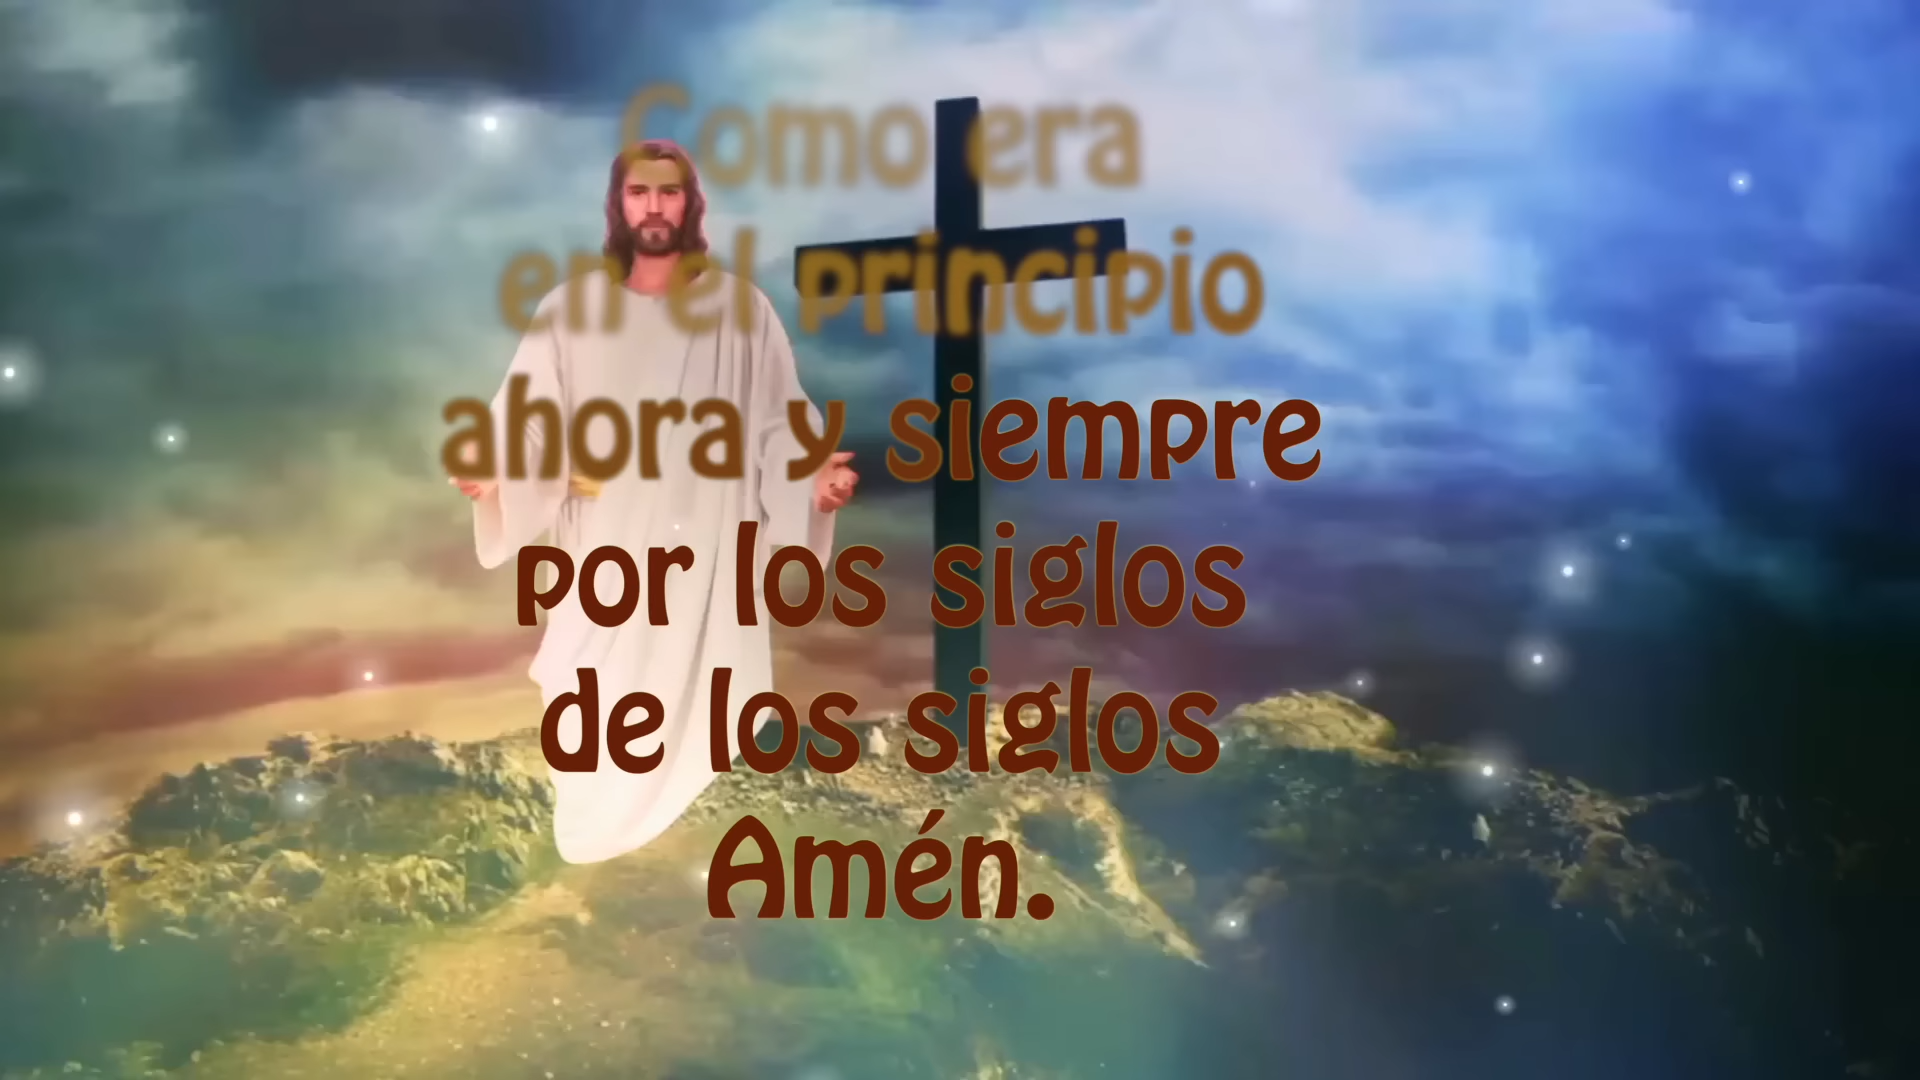 Como era
en el principio
ahora y siempre
por los siglos
de los siglos
Amén.